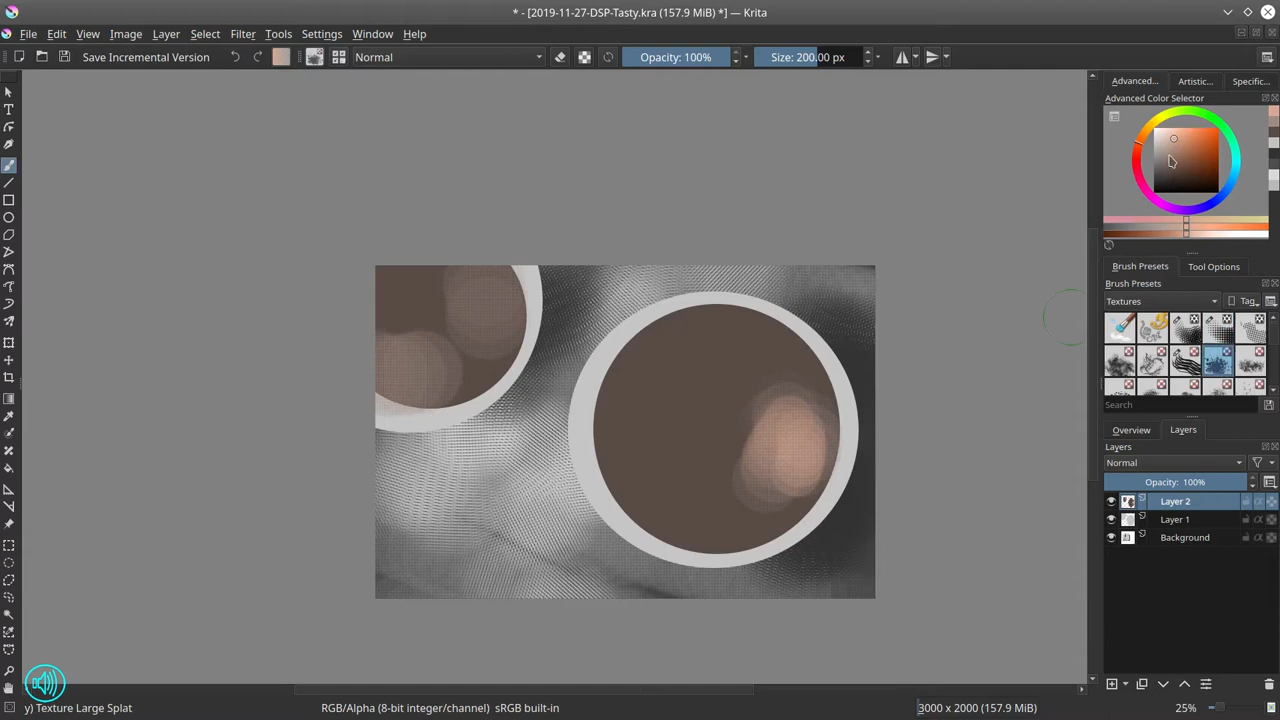 * - [2019-11-27-DSP-Tasty.kra (157.9 MiB) *] — Krita
File Edit View Image Layer Select Filter Tools Settings Window Help
Save Incremental Version Normal Opacity: 100% Size: 200.00 px
Advanced... Artistic... Specific...
Advanced Color Selector
Brush Presets Tool Options
Brush Presets
Textures Tag
Search
Overview Layers
Layers
Normal
Opacity: 100%
Layer 2
Layer 1
Background
y) Texture Large Splat RGB/Alpha (8-bit integer/channel) sRGB built-in 3000 x 2000 (157.9 MiB) 25%